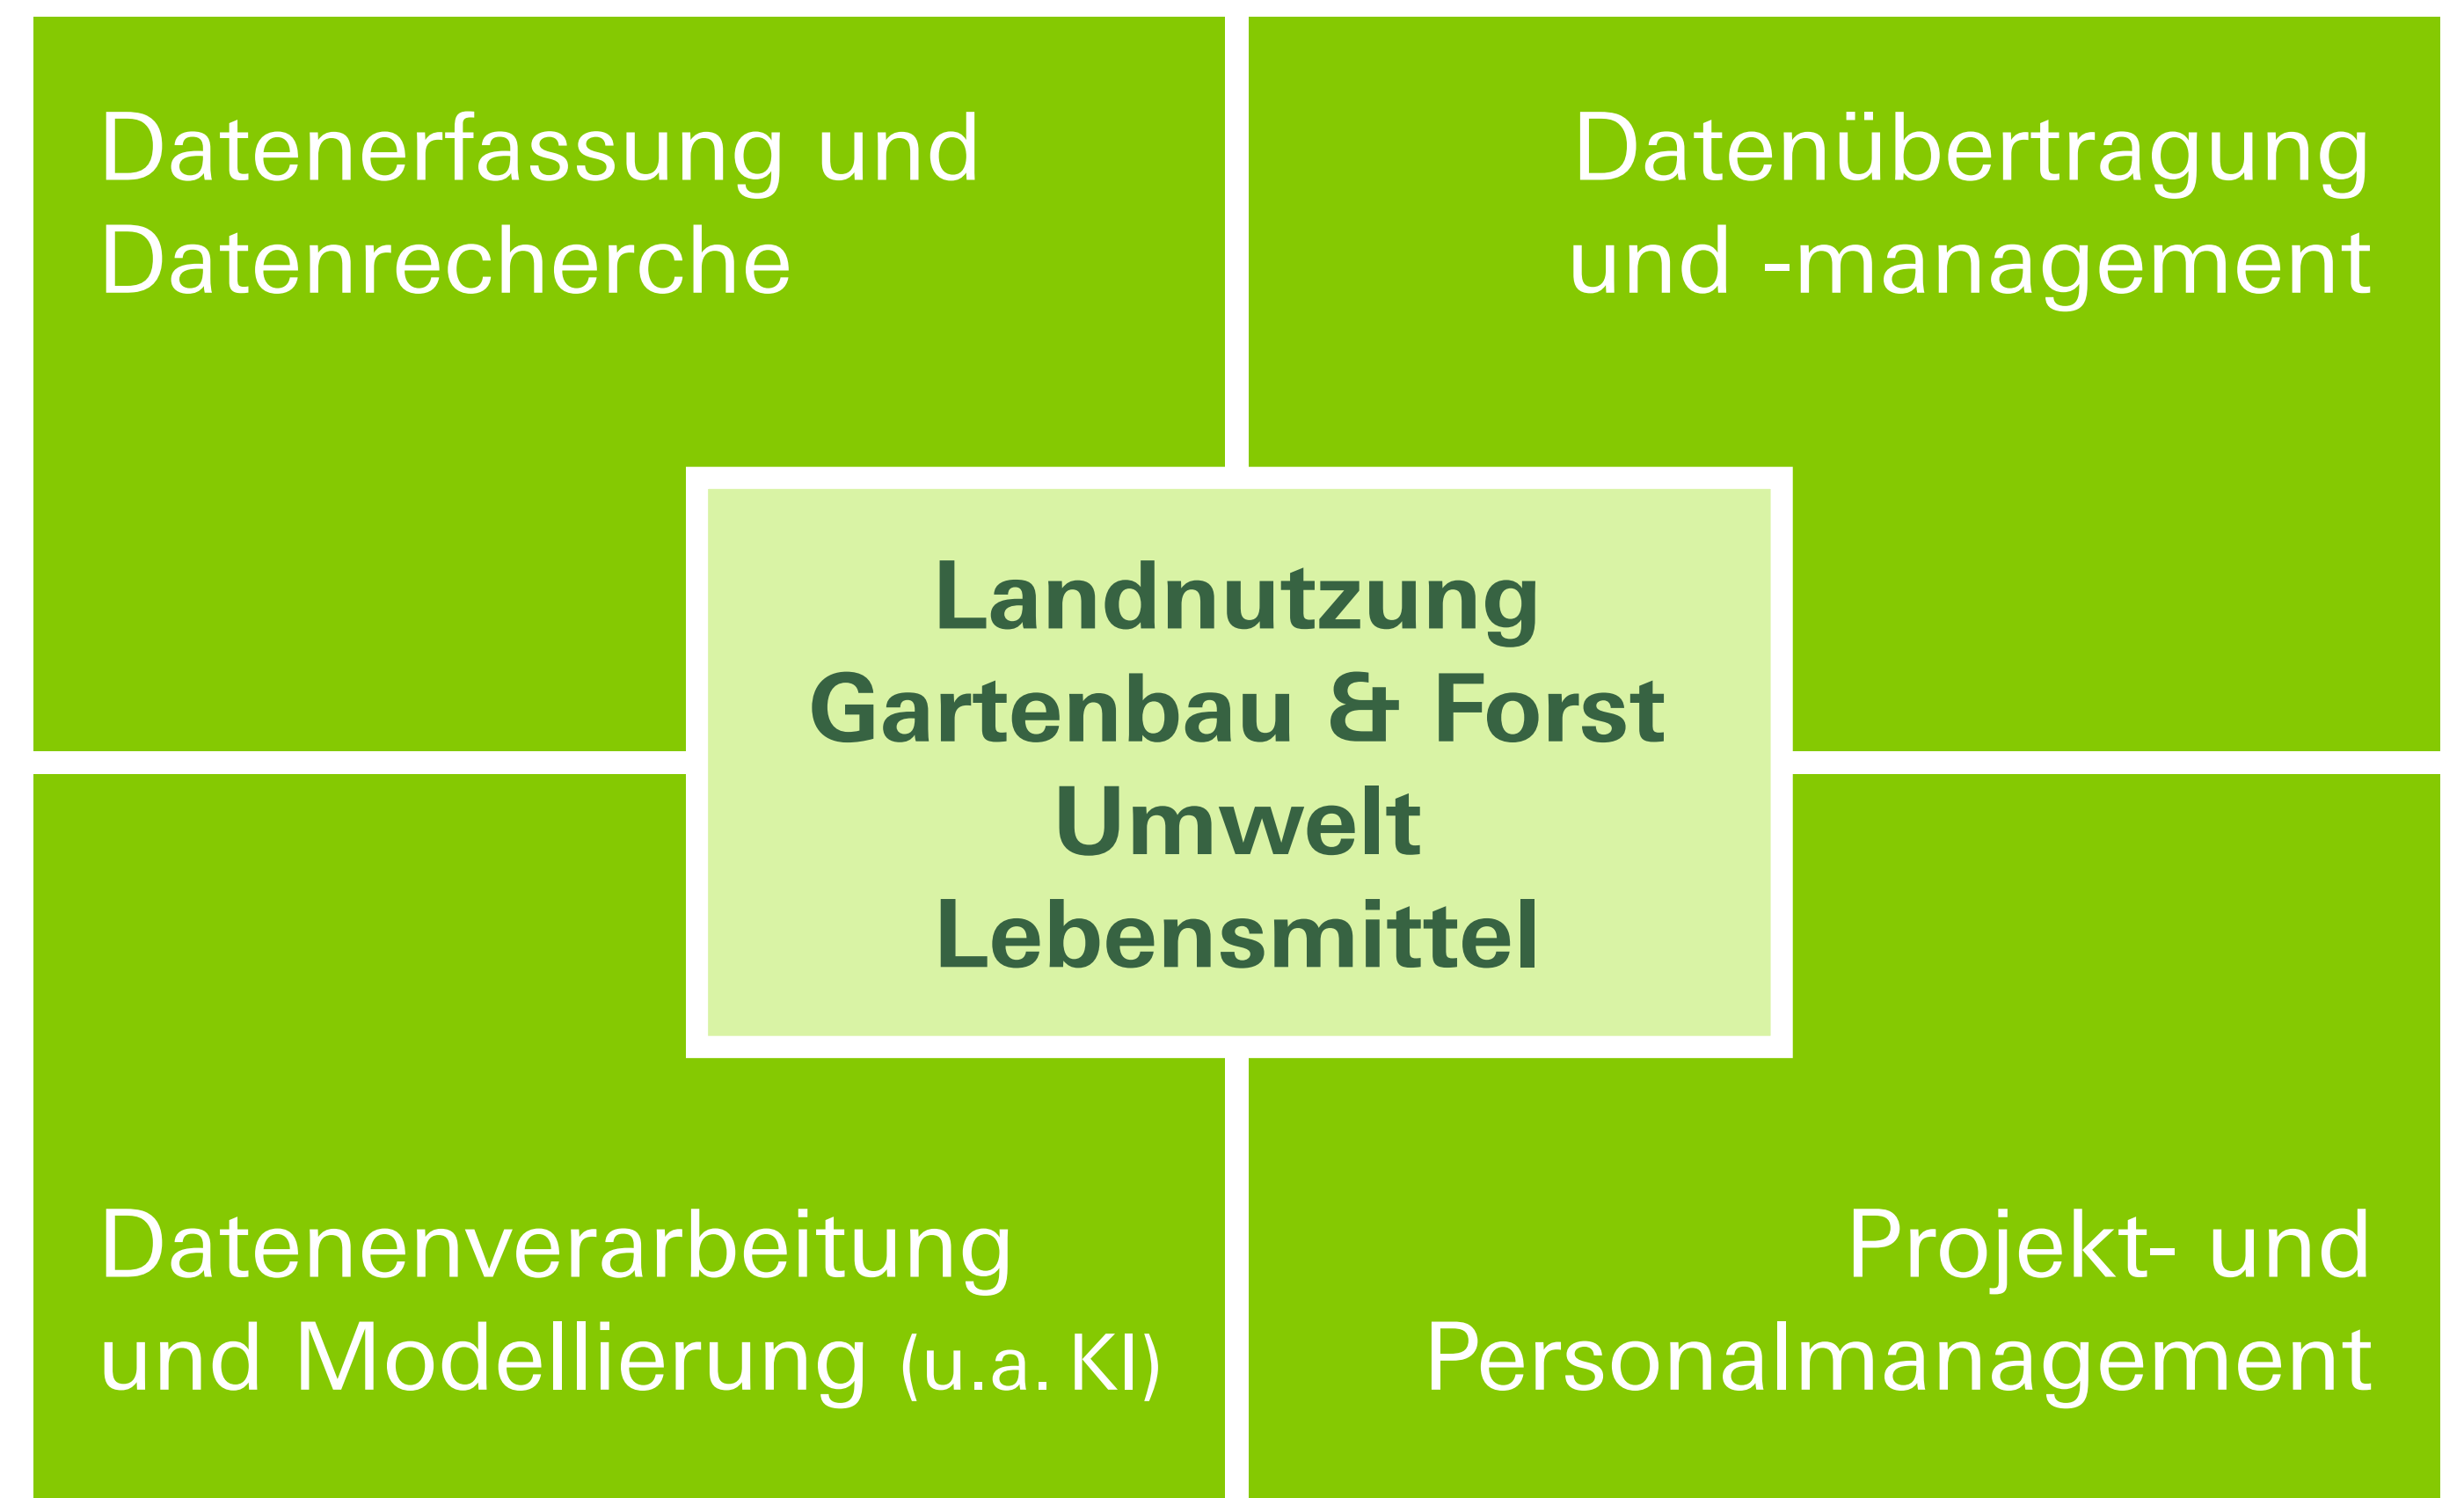 Datenerfassung und
Datenrecherche
Datenübertragung
und -management
Landnutzung
Gartenbau & Forst
Umwelt
Lebensmittel
Datenenverarbeitung
und Modellierung (u.a. KI)
Projekt- und
Personalmanagement